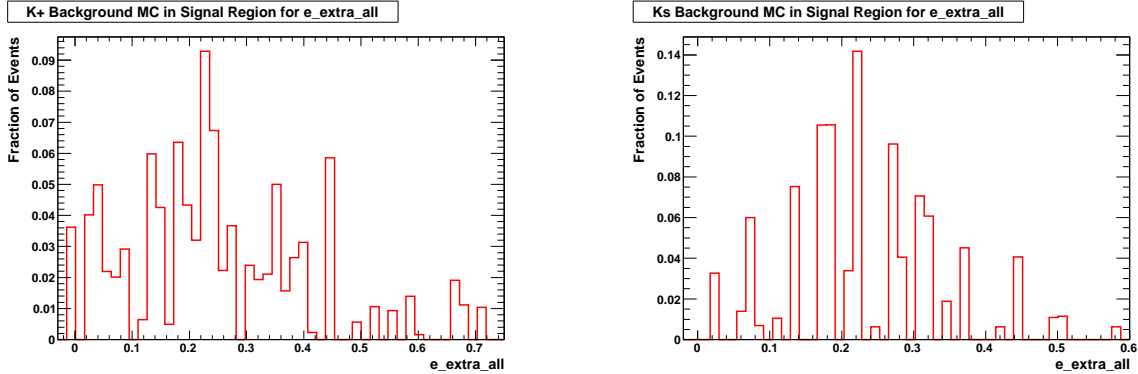 K+ Background MC in Signal Region for e_extra_all
Fraction of Events
0.09
0.08
0.07
0.06
0.05
0.04
0.03
0.02
0.01
0
0 0.1 0.2 0.3 0.4 0.5 0.6 0.7
e_extra_all
Ks Background MC in Signal Region for e_extra_all
Fraction of Events
0.14
0.12
0.1
0.08
0.06
0.04
0.02
0
0 0.1 0.2 0.3 0.4 0.5 0.6
e_extra_all